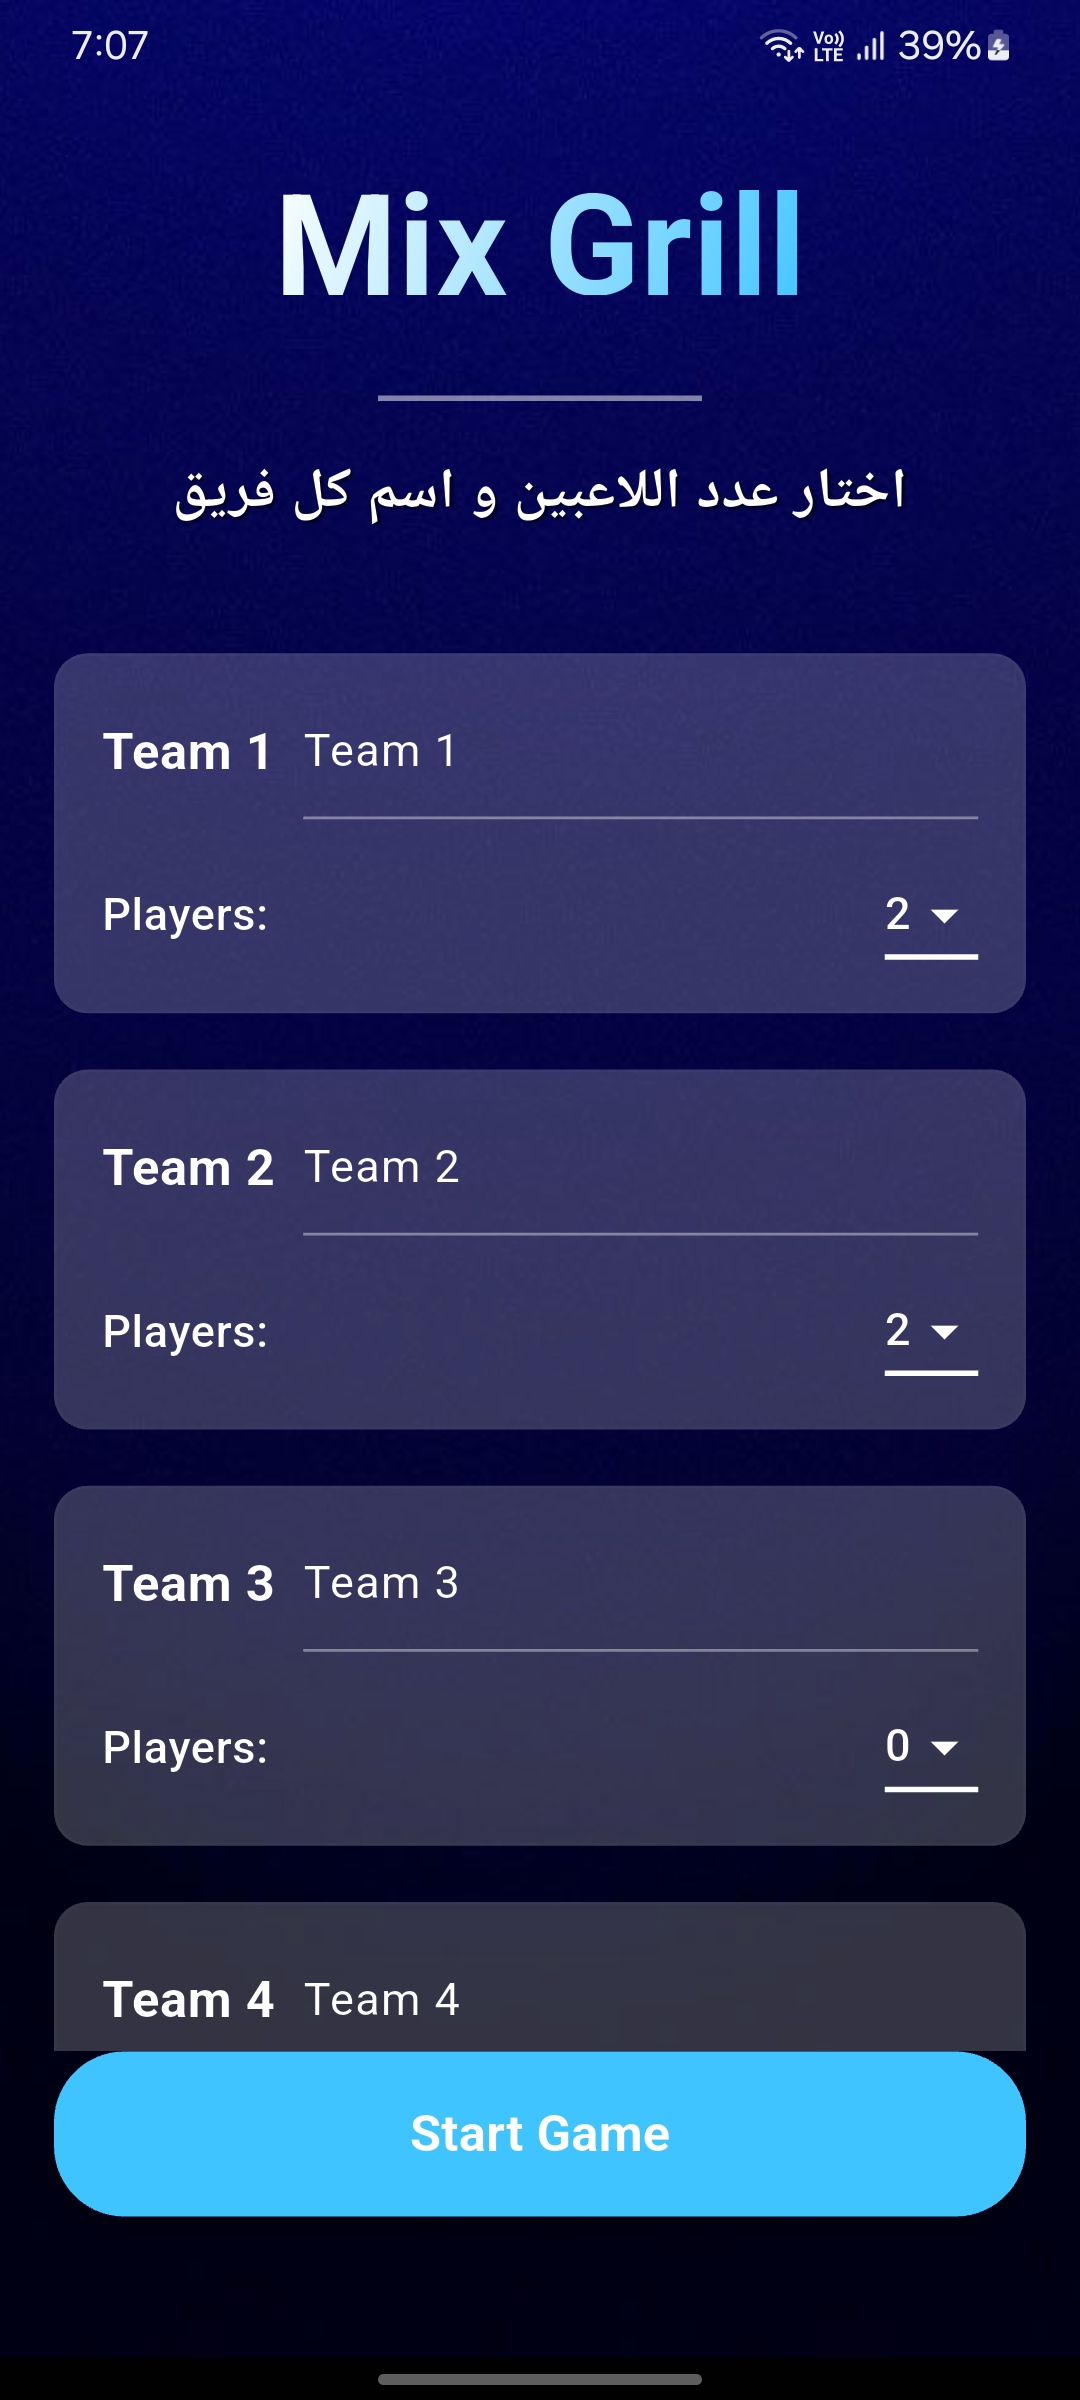 7:07
Vo)) LTE 39%
Mix Grill
اختار عدد اللاعبين و اسم كل فريق
Team 1 Team 1
Players: 2
Team 2 Team 2
Players: 2
Team 3 Team 3
Players: 0
Team 4 Team 4
Start Game